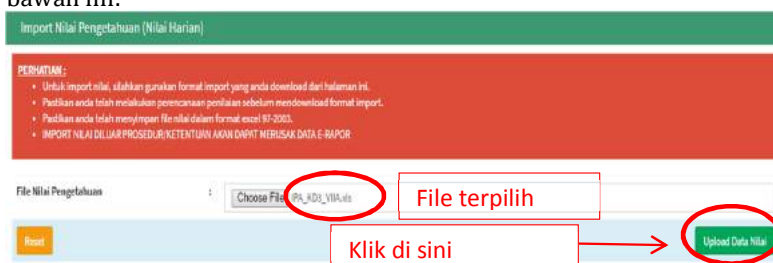 bawah ini.
Import Nilai Pengetahuan (Nilai Harian)
PERHATIAN :
• Untuk import nilai, silahkan gunakan format import yang anda download dari halaman ini.
• Pastikan anda telah melakukan perencanaan penilaian sebelum mendownload format import.
• Pastikan anda telah menyimpan file nilai dalam format excel 97-2003.
• IMPORT NILAI DILUAR PROSEDUR/KETENTUAN AKAN DAPAT MERUSAK DATA E-RAPOR
File Nilai Pengetahuan : Choose File IPA_KD3_VIIA.xls File terpilih
Reset Klik di sini Upload Data Nilai